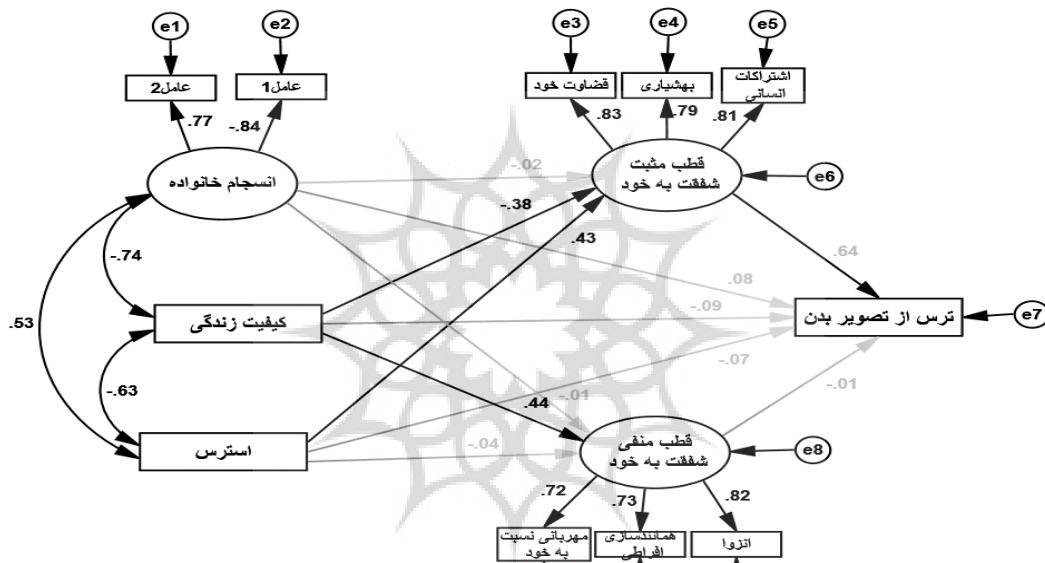 e1
e2
e3
e4
e5
عامل2
عامل1
قضاوت خود
بهشیاری
اشتراکات
انسانی
.77
-.84
.83
.79
.81
انسجام خانواده
-.02
قطب مثبت
شفقت به خود
e6
-.38
.43
-.74
.08
.64
.53
کیفیت زندگی
-.09
ترس از تصویر بدن
e7
-.63
-.07
-.01
.44
-.01
استرس
-.04
قطب منفی
شفقت به خود
e8
.72
.73
.82
مهربانی نسبت
به خود
همانندسازی
افراطی
انزوا